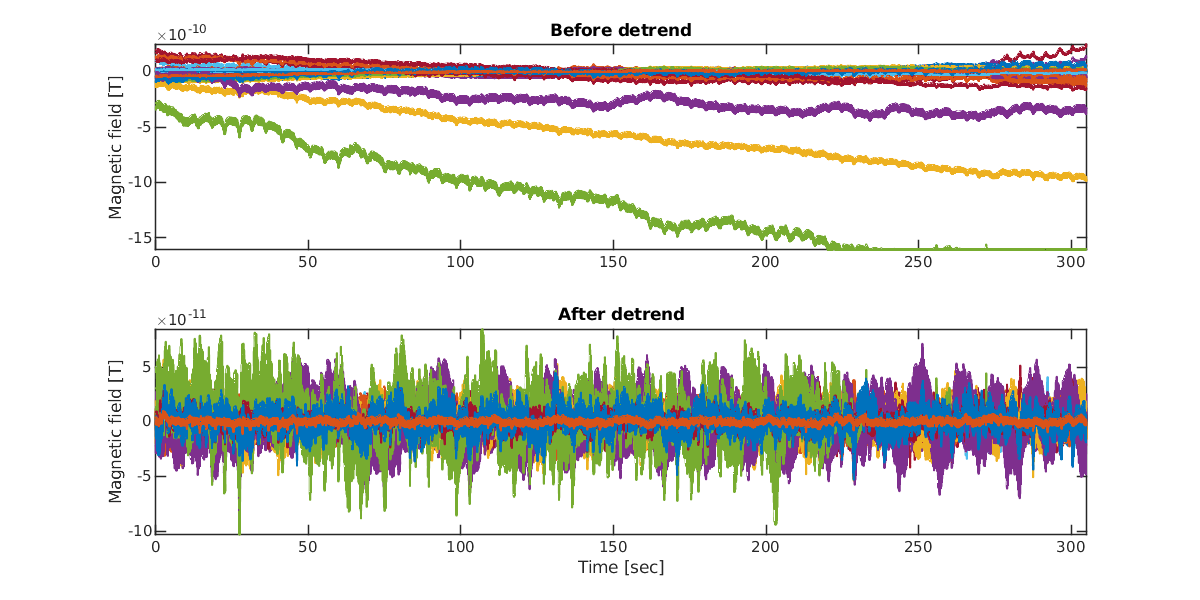 Before detrend
×10-10
0
-5
-10
-15
Magnetic field [T]
0 50 100 150 200 250 300
After detrend
×10-11
5
0
-5
-10
Magnetic field [T]
0 50 100 150 200 250 300
Time [sec]